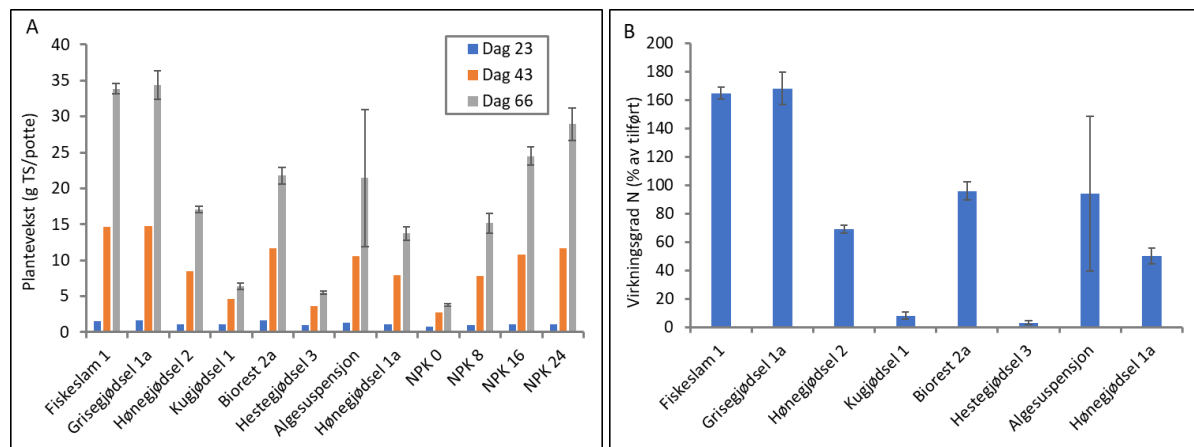 A
Plantevekst (g TS/potte)
40
35
30
25
20
15
10
5
0
Dag 23
Dag 43
Dag 66
Fiskeslam 1
Grisegjødsel 1a
Hønegjødsel 2
Kugjødsel 1
Biorest 2a
Hestegjødsel 3
Algesuspensjon
Hønegjødsel 1a
NPK 0
NPK 8
NPK 16
NPK 24
B
Virkningsgrad N (% av tilført)
200
180
160
140
120
100
80
60
40
20
0
Fiskeslam 1
Grisegjødsel 1a
Hønegjødsel 2
Kugjødsel 1
Biorest 2a
Hestegjødsel 3
Algesuspensjon
Hønegjødsel 1a